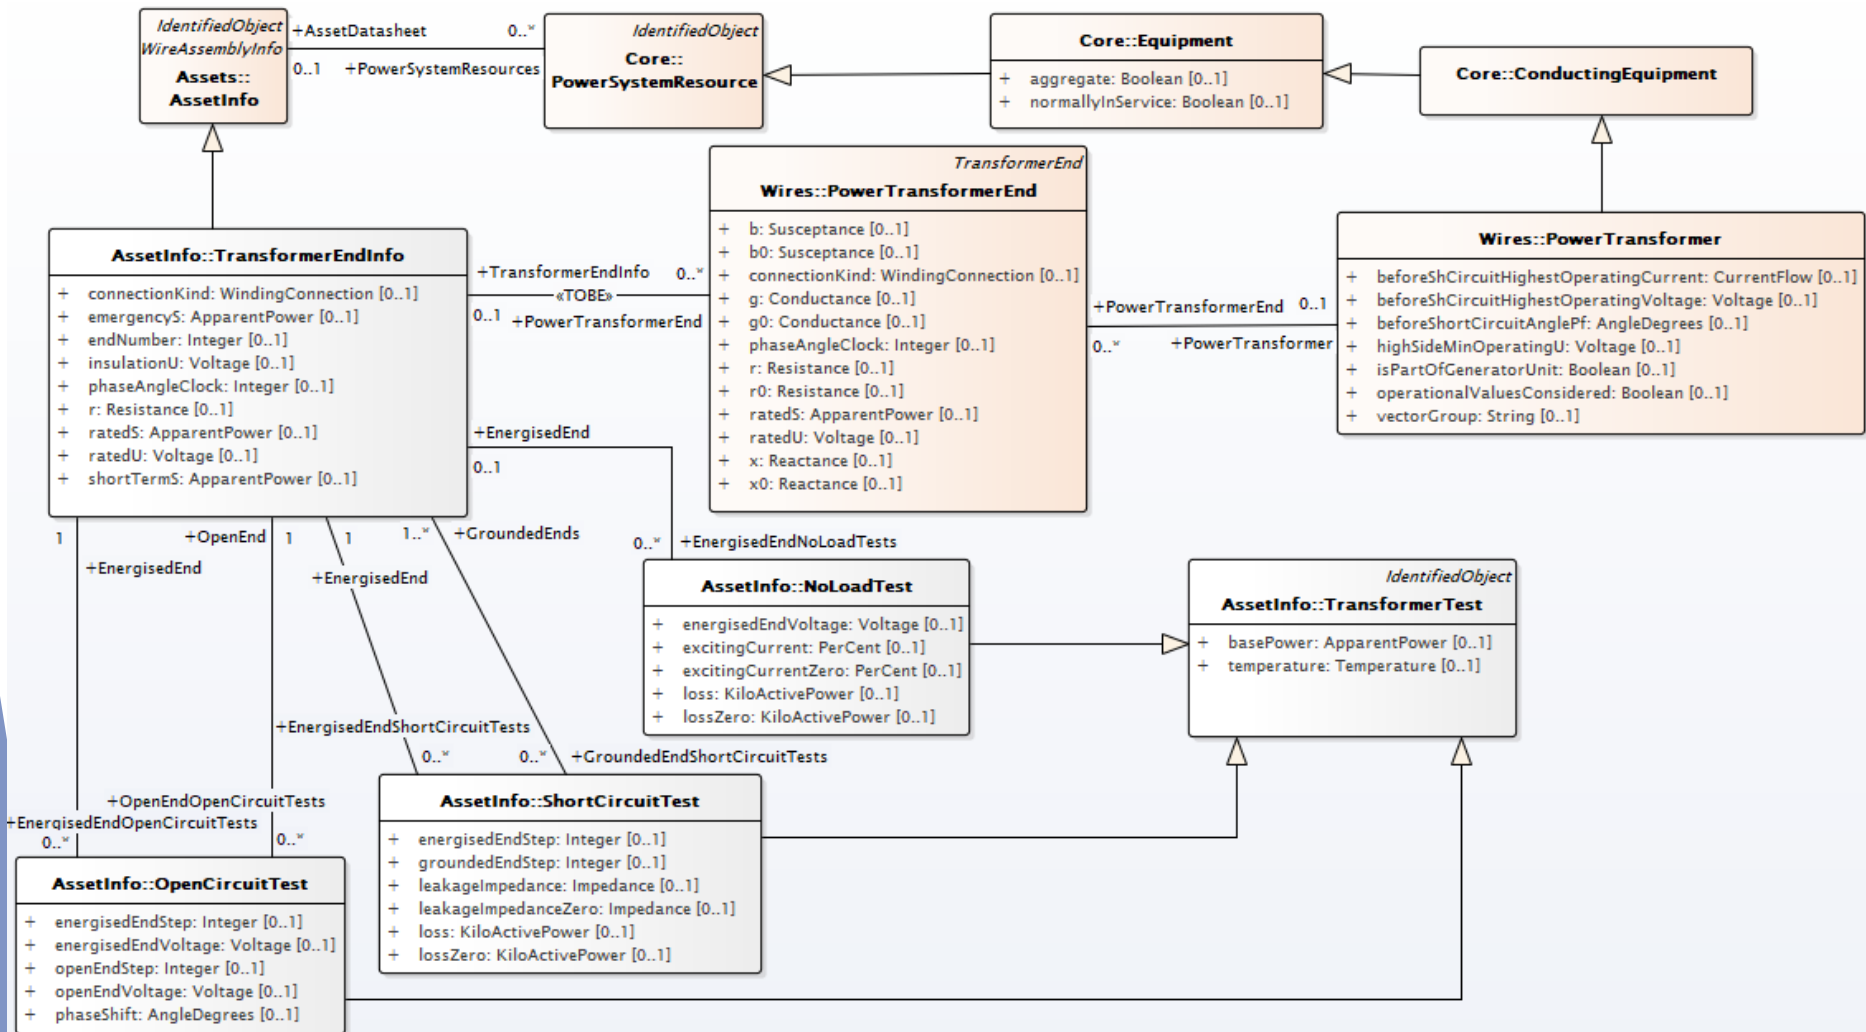 IdentifiedObject
WireAssemblyInfo
Assets::
AssetInfo
+AssetDatasheet
0..*
0..1
+PowerSystemResources
IdentifiedObject
Core::
PowerSystemResource
Core::Equipment
+ aggregate: Boolean [0..1]
+ normallyInService: Boolean [0..1]
Core::ConductingEquipment
AssetInfo::TransformerEndInfo
+ connectionKind: WindingConnection [0..1]
+ emergencyS: ApparentPower [0..1]
+ endNumber: Integer [0..1]
+ insulationU: Voltage [0..1]
+ phaseAngleClock: Integer [0..1]
+ r: Resistance [0..1]
+ ratedS: ApparentPower [0..1]
+ ratedU: Voltage [0..1]
+ shortTermS: ApparentPower [0..1]
+TransformerEndInfo
0..*
«TOBE»
0..1
+PowerTransformerEnd
TransformerEnd
Wires::PowerTransformerEnd
+ b: Susceptance [0..1]
+ b0: Susceptance [0..1]
+ connectionKind: WindingConnection [0..1]
+ g: Conductance [0..1]
+ g0: Conductance [0..1]
+ phaseAngleClock: Integer [0..1]
+ r: Resistance [0..1]
+ r0: Resistance [0..1]
+ ratedS: ApparentPower [0..1]
+ ratedU: Voltage [0..1]
+ x: Reactance [0..1]
+ x0: Reactance [0..1]
+PowerTransformerEnd
0..1
0..*
+PowerTransformer
Wires::PowerTransformer
+ beforeShCircuitHighestOperatingCurrent: CurrentFlow [0..1]
+ beforeShCircuitHighestOperatingVoltage: Voltage [0..1]
+ beforeShortCircuitAnglePf: AngleDegrees [0..1]
+ highSideMinOperatingU: Voltage [0..1]
+ isPartOfGeneratorUnit: Boolean [0..1]
+ operationalValuesConsidered: Boolean [0..1]
+ vectorGroup: String [0..1]
+EnergisedEnd
0..1
0..*
+EnergisedEndNoLoadTests
1
+EnergisedEnd
+OpenEnd
1
1
+EnergisedEnd
1..*
+GroundedEnds
AssetInfo::NoLoadTest
+ energisedEndVoltage: Voltage [0..1]
+ excitingCurrent: PerCent [0..1]
+ excitingCurrentZero: PerCent [0..1]
+ loss: KiloActivePower [0..1]
+ lossZero: KiloActivePower [0..1]
IdentifiedObject
AssetInfo::TransformerTest
+ basePower: ApparentPower [0..1]
+ temperature: Temperature [0..1]
+EnergisedEndShortCircuitTests
0..*
0..*
+GroundedEndShortCircuitTests
+OpenEndOpenCircuitTests
+EnergisedEndOpenCircuitTests
0..*
0..*
AssetInfo::ShortCircuitTest
+ energisedEndStep: Integer [0..1]
+ groundedEndStep: Integer [0..1]
+ leakageImpedance: Impedance [0..1]
+ leakageImpedanceZero: Impedance [0..1]
+ loss: KiloActivePower [0..1]
+ lossZero: KiloActivePower [0..1]
AssetInfo::OpenCircuitTest
+ energisedEndStep: Integer [0..1]
+ energisedEndVoltage: Voltage [0..1]
+ openEndStep: Integer [0..1]
+ openEndVoltage: Voltage [0..1]
+ phaseShift: AngleDegrees [0..1]